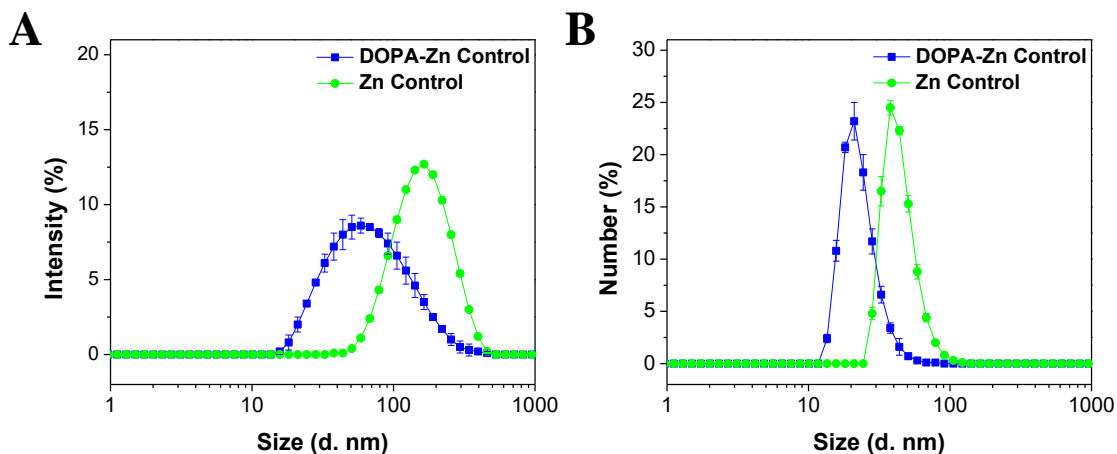 A
DOPA-Zn Control
Zn Control
Intensity (%)
20
15
10
5
0
1
10
100
1000
Size (d. nm)
B
DOPA-Zn Control
Zn Control
Number (%)
30
25
20
15
10
5
0
1
10
100
1000
Size (d. nm)